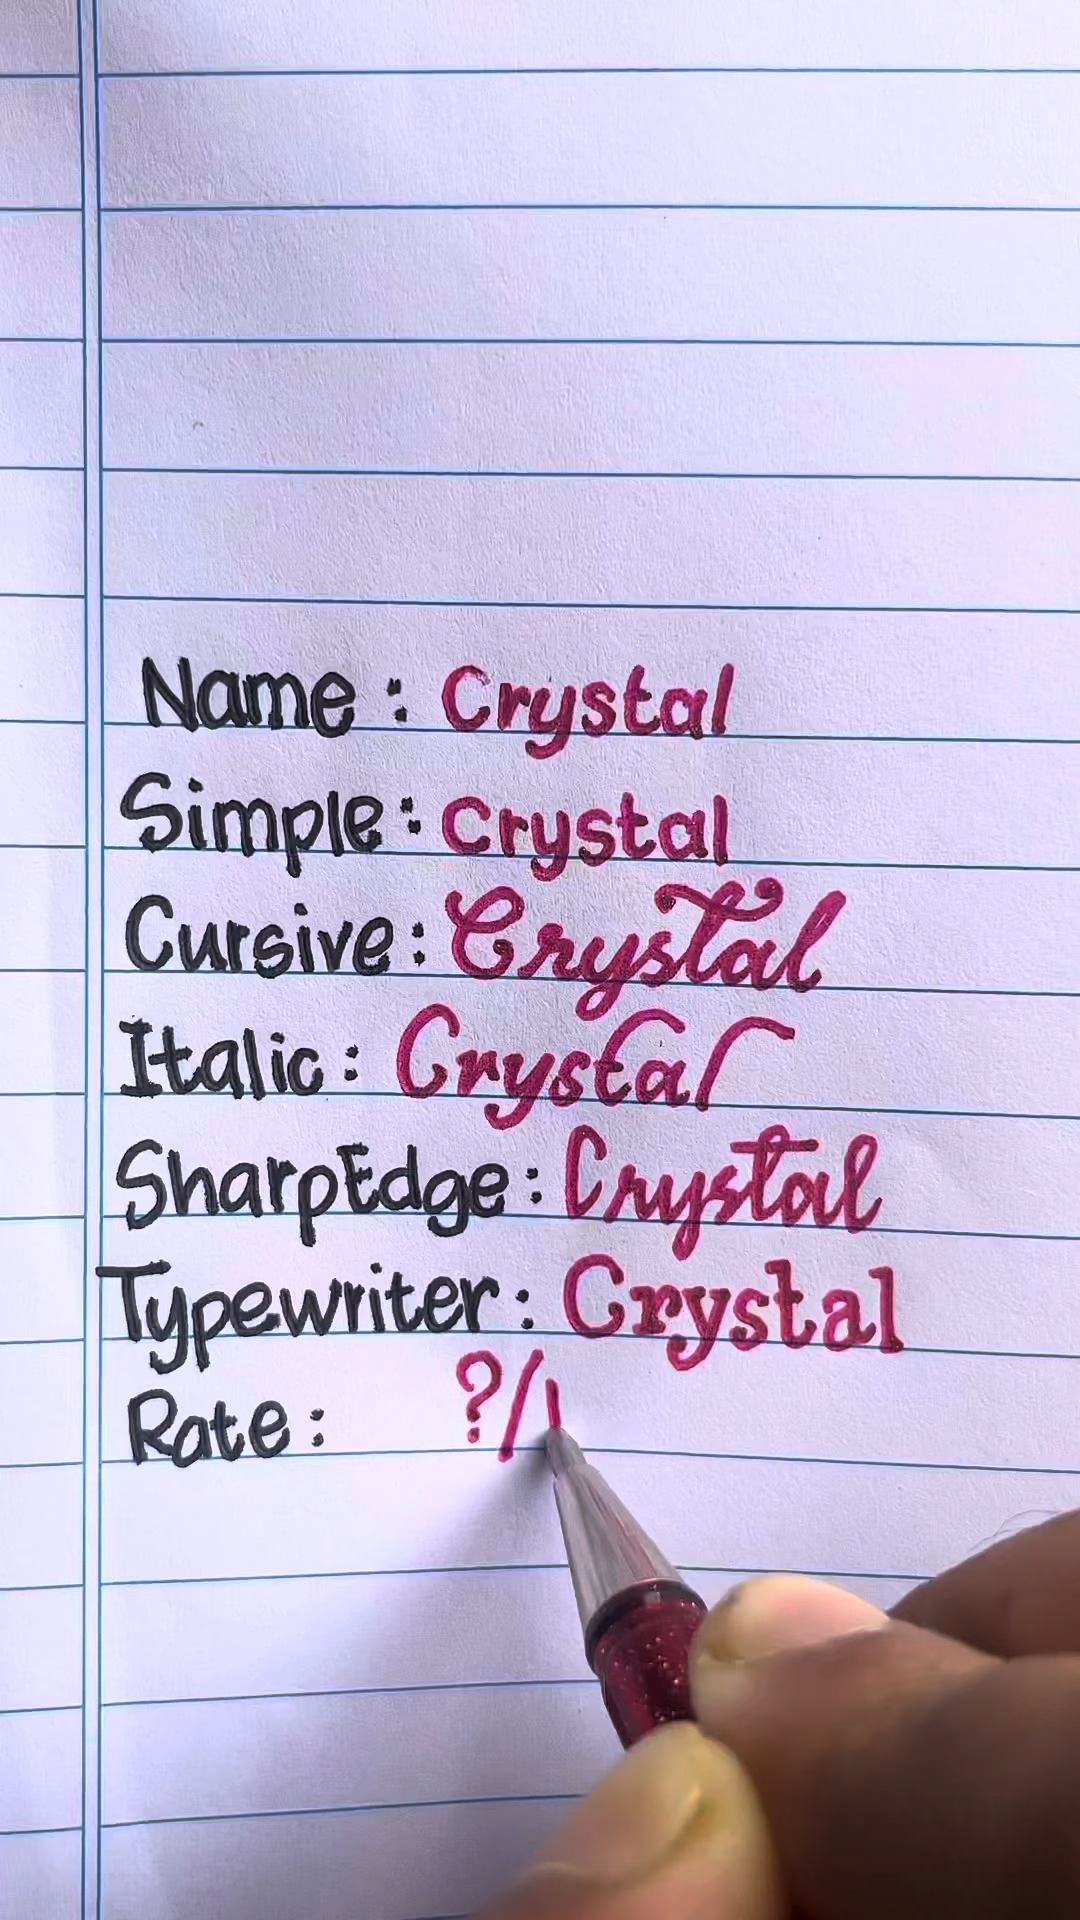 Name : Crystal
Simple : crystal
Cursive : Crystal
Italic : Crystal
SharpEdge : Crystal
Typewriter : Crystal
Rate : ?/1